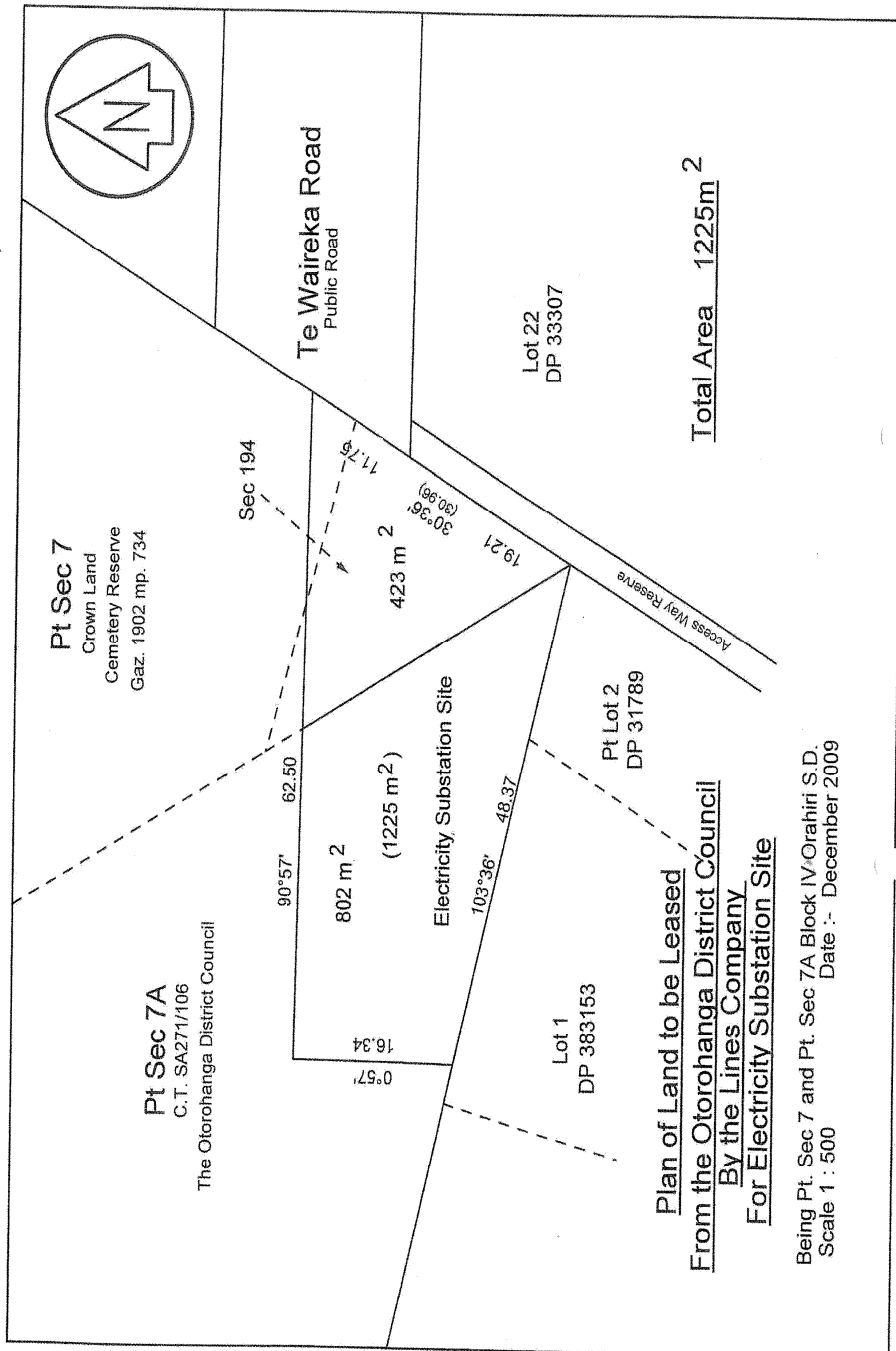 N
Pt Sec 7
Crown Land
Cemetery Reserve
Gaz. 1902 mp. 734
Pt Sec 7A
C.T. SA271/106
The Otorohanga District Council
Sec 194
Te Waireka Road
Public Road
90°57'
62.50
802 m²
(1225 m²)
Electricity Substation Site
423 m²
11.76
30°36'
(30.96)
19.21
0°57'
16.34
103°36'
48.37
Access Way Reserve
Lot 22
DP 33307
Pt Lot 2
DP 31789
Lot 1
DP 383153
Total Area 1225m²
Plan of Land to be Leased
From the Otorohanga District Council
By the Lines Company
For Electricity Substation Site
Being Pt. Sec 7 and Pt. Sec 7A Block IV Orahiri S.D.
Scale 1 : 500 Date :- December 2009